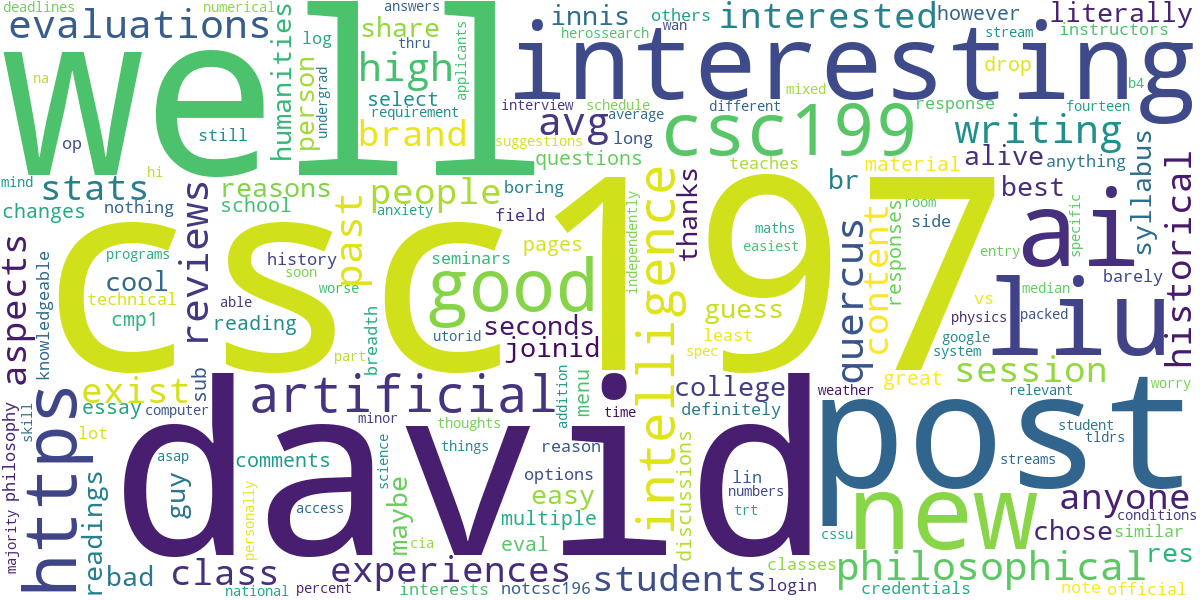 deadlines
numerical
answers
wan
others
however
literally
evaluations
share
innis
interested
humanities
log
thru
herossearch
stream
instructors
well
interesting
na
person
undergrad
high
applicants
drop
b4
select
requirement
interview
schedule
mixed
different
average
response
fourteen
op
still
brand
avg
long
csc199
writing
suggestions
questions
teaches
material
alive
anything
syllabus
historical
hi
mind
stats
reasons
people
boring
thanks
br
best
changes
nothing
school
past
anxiety
field
independently
intelligence
maths
easiest
room
side
ai
specific
aspects
knowledgeable
programs
reviews
history
soon
seminars
pages
csc197
quercus
content
responses
entry
barely
cool
technical
cmp1
able
worse
good
guess
vs
median
liu
reading
utorid
seconds
least
physics
packed
joinid
spec
google
system
part
breadth
exist
sub
artificial
addition
menu
college
weather
great
session
relevant
worry
https
essay
computer
minor
time
definitely
student
tldrs
skill
lot
thoughts
david
post
majority
philosophy
comments
science
things
reason
discussions
streams
readings
asap
guy
access
options
lin
numbers
trt
new
anyone
conditions
personally
maybe
easy
multiple
cssu
chose
similar
bad
class
cia
eval
experiences
students
classes
philosophical
res
national
percent
interests
notcsc196
login
credentials
note
official